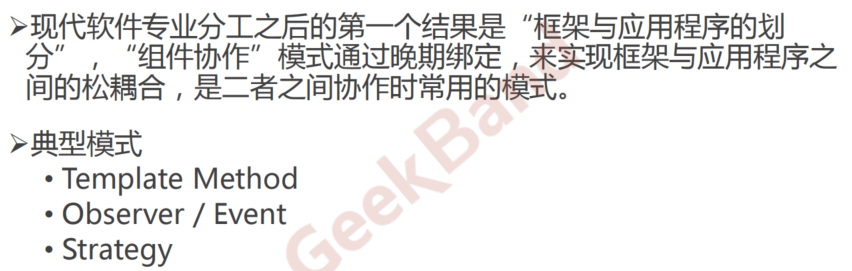 ➢现代软件专业分工之后的第一个结果是“框架与应用程序的划
分”，“组件协作”模式通过晚期绑定，来实现框架与应用程序之
间的松耦合，是二者之间协作时常用的模式。
➢典型模式
• Template Method
• Observer / Event
• Strategy
GeekBand